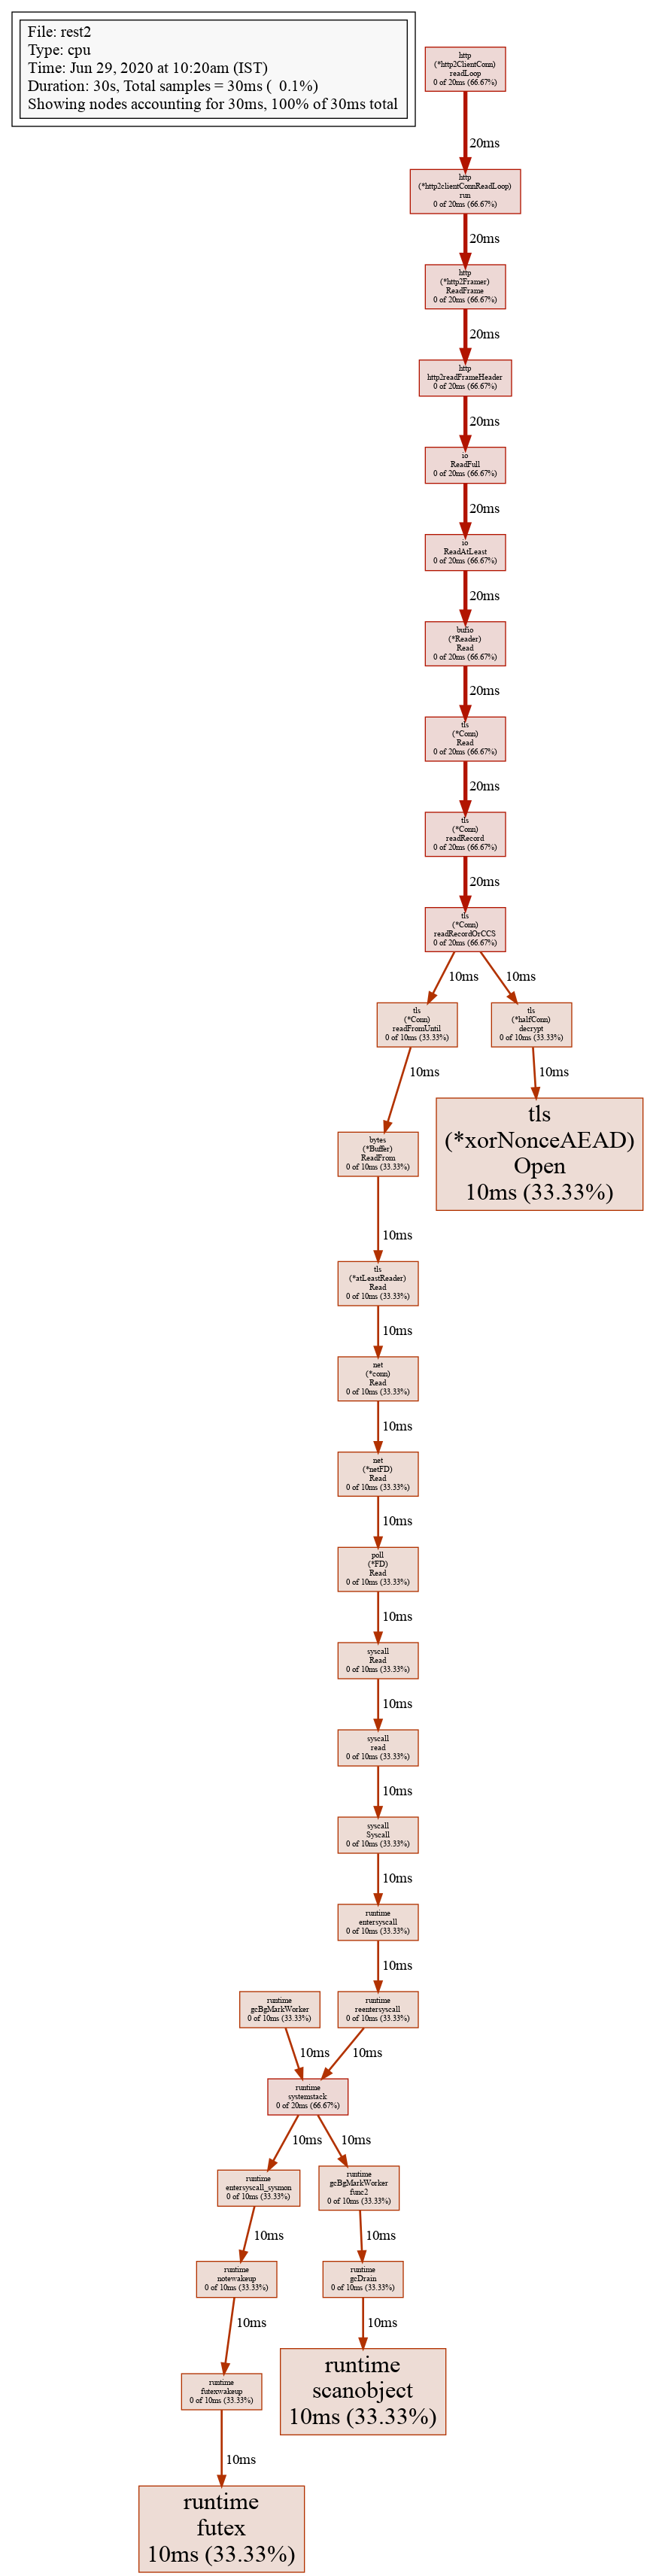 File: rest2
Type: cpu
Time: Jun 29, 2020 at 10:20am (IST)
Duration: 30s, Total samples = 30ms (  0.1%)
Showing nodes accounting for 30ms, 100% of 30ms total
http
(*http2ClientConn)
readLoop
0 of 20ms (66.67%)
20ms
http
(*http2clientConnReadLoop)
run
0 of 20ms (66.67%)
20ms
http
(*http2Framer)
ReadFrame
0 of 20ms (66.67%)
20ms
http
http2readFrameHeader
0 of 20ms (66.67%)
20ms
io
ReadFull
0 of 20ms (66.67%)
20ms
io
ReadAtLeast
0 of 20ms (66.67%)
20ms
bufio
(*Reader)
Read
0 of 20ms (66.67%)
20ms
tls
(*Conn)
Read
0 of 20ms (66.67%)
20ms
tls
(*Conn)
readRecord
0 of 20ms (66.67%)
20ms
tls
(*Conn)
readRecordOrCCS
0 of 20ms (66.67%)
10ms
10ms
tls
(*Conn)
readFromUntil
0 of 10ms (33.33%)
tls
(*halfConn)
decrypt
0 of 10ms (33.33%)
10ms
10ms
tls
(*xorNonceAEAD)
Open
10ms (33.33%)
bytes
(*Buffer)
ReadFrom
0 of 10ms (33.33%)
10ms
tls
(*atLeastReader)
Read
0 of 10ms (33.33%)
10ms
net
(*conn)
Read
0 of 10ms (33.33%)
10ms
net
(*netFD)
Read
0 of 10ms (33.33%)
10ms
poll
(*FD)
Read
0 of 10ms (33.33%)
10ms
syscall
Read
0 of 10ms (33.33%)
10ms
syscall
read
0 of 10ms (33.33%)
10ms
syscall
Syscall
0 of 10ms (33.33%)
10ms
runtime
entersyscall
0 of 10ms (33.33%)
10ms
runtime
gcBgMarkWorker
0 of 10ms (33.33%)
runtime
reentersyscall
0 of 10ms (33.33%)
10ms
10ms
runtime
systemstack
0 of 20ms (66.67%)
10ms
10ms
runtime
entersyscall_sysmon
0 of 10ms (33.33%)
runtime
gcBgMarkWorker
func2
0 of 10ms (33.33%)
10ms
10ms
runtime
notewakeup
0 of 10ms (33.33%)
runtime
gcDrain
0 of 10ms (33.33%)
10ms
10ms
runtime
futexwakeup
0 of 10ms (33.33%)
runtime
scanobject
10ms (33.33%)
10ms
runtime
futex
10ms (33.33%)